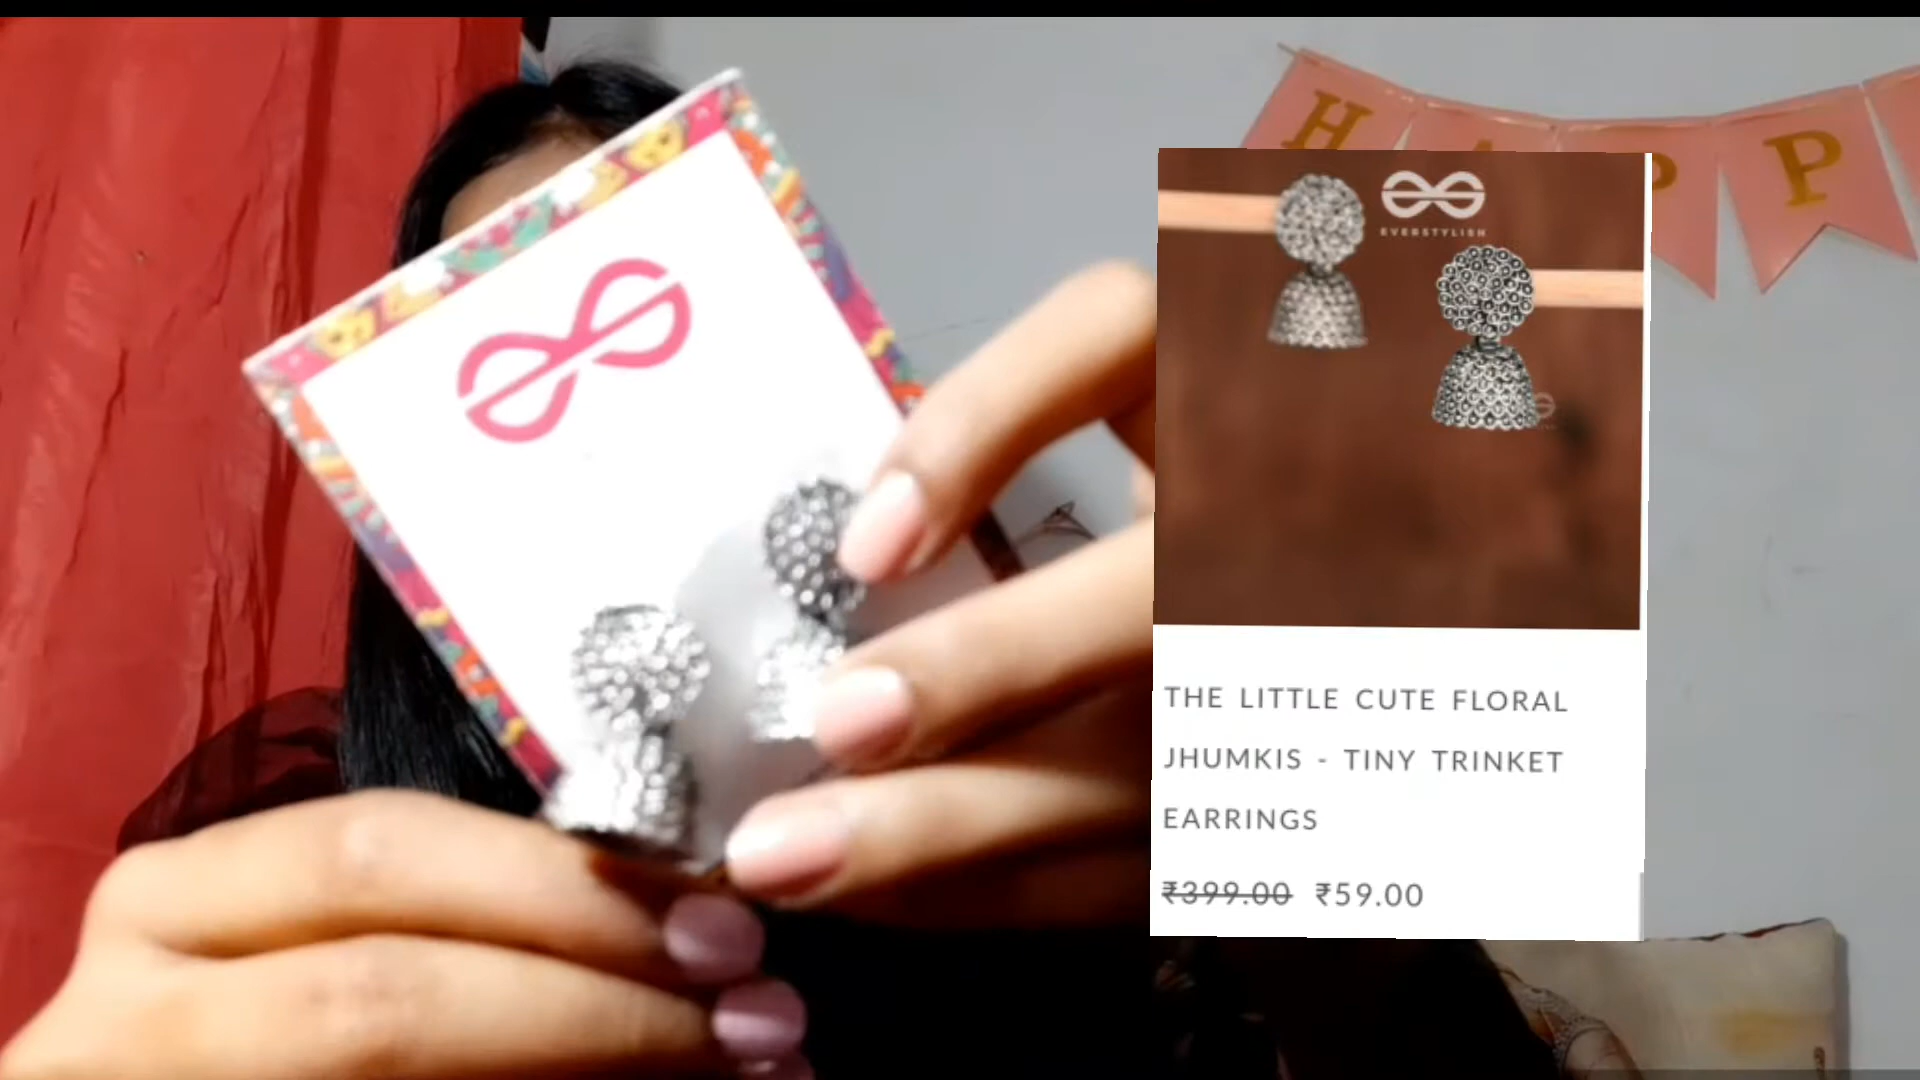 H A P P
EVERSTYLISH
THE LITTLE CUTE FLORAL
JHUMKIS - TINY TRINKET
EARRINGS
₹399.00 ₹59.00